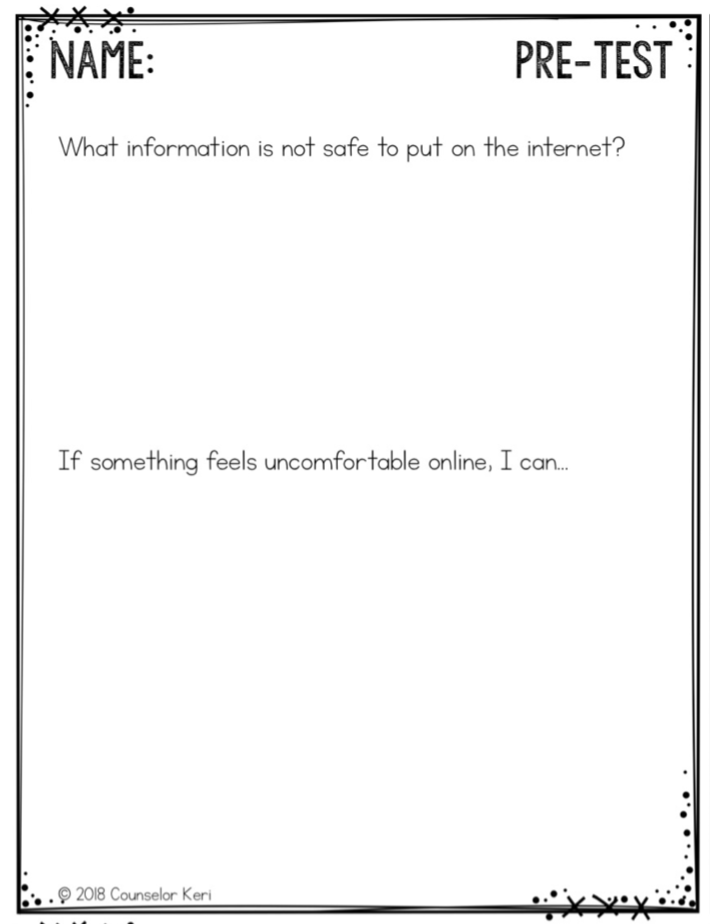 NAME: PRE-TEST
What information is not safe to put on the internet?
If something feels uncomfortable online, I can...
© 2018 Counselor Keri